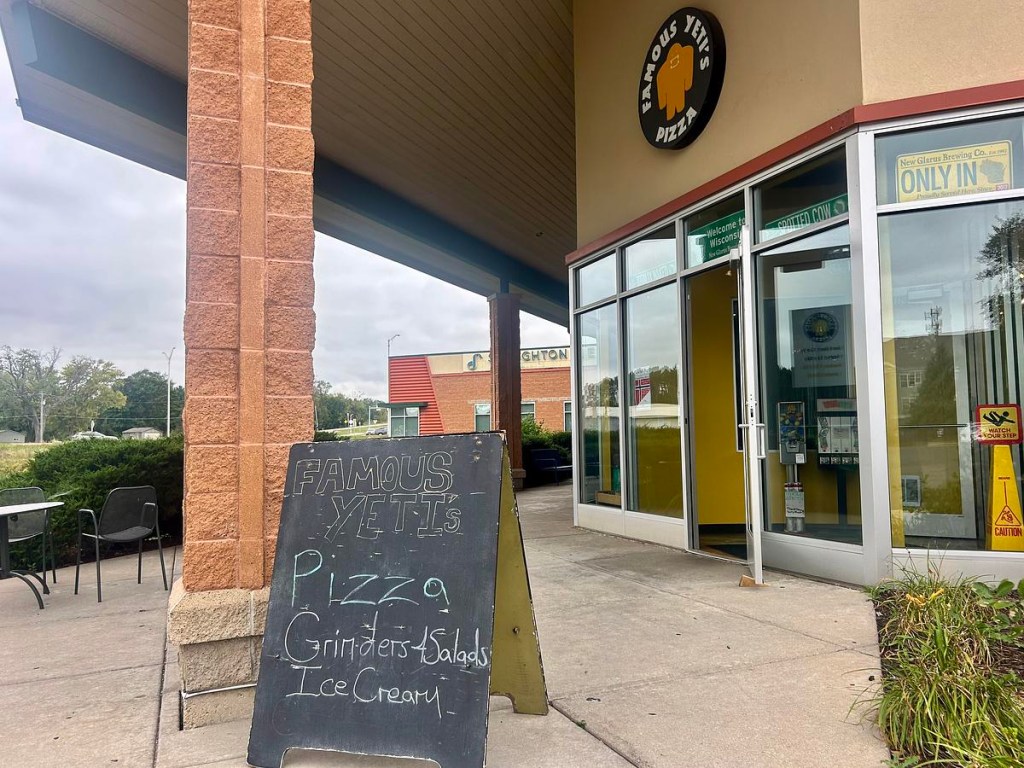 FAMOUS YETI'S
PIZZA
New Glarus Brewing Co.
ONLY IN
Welcome to
Wisconsin
SPOTTED COW
GHTON
WATCH
YOUR STEP
CAUTION
FAMOUS
YETI'S
Pizza
Grinders + Salads
Ice Cream